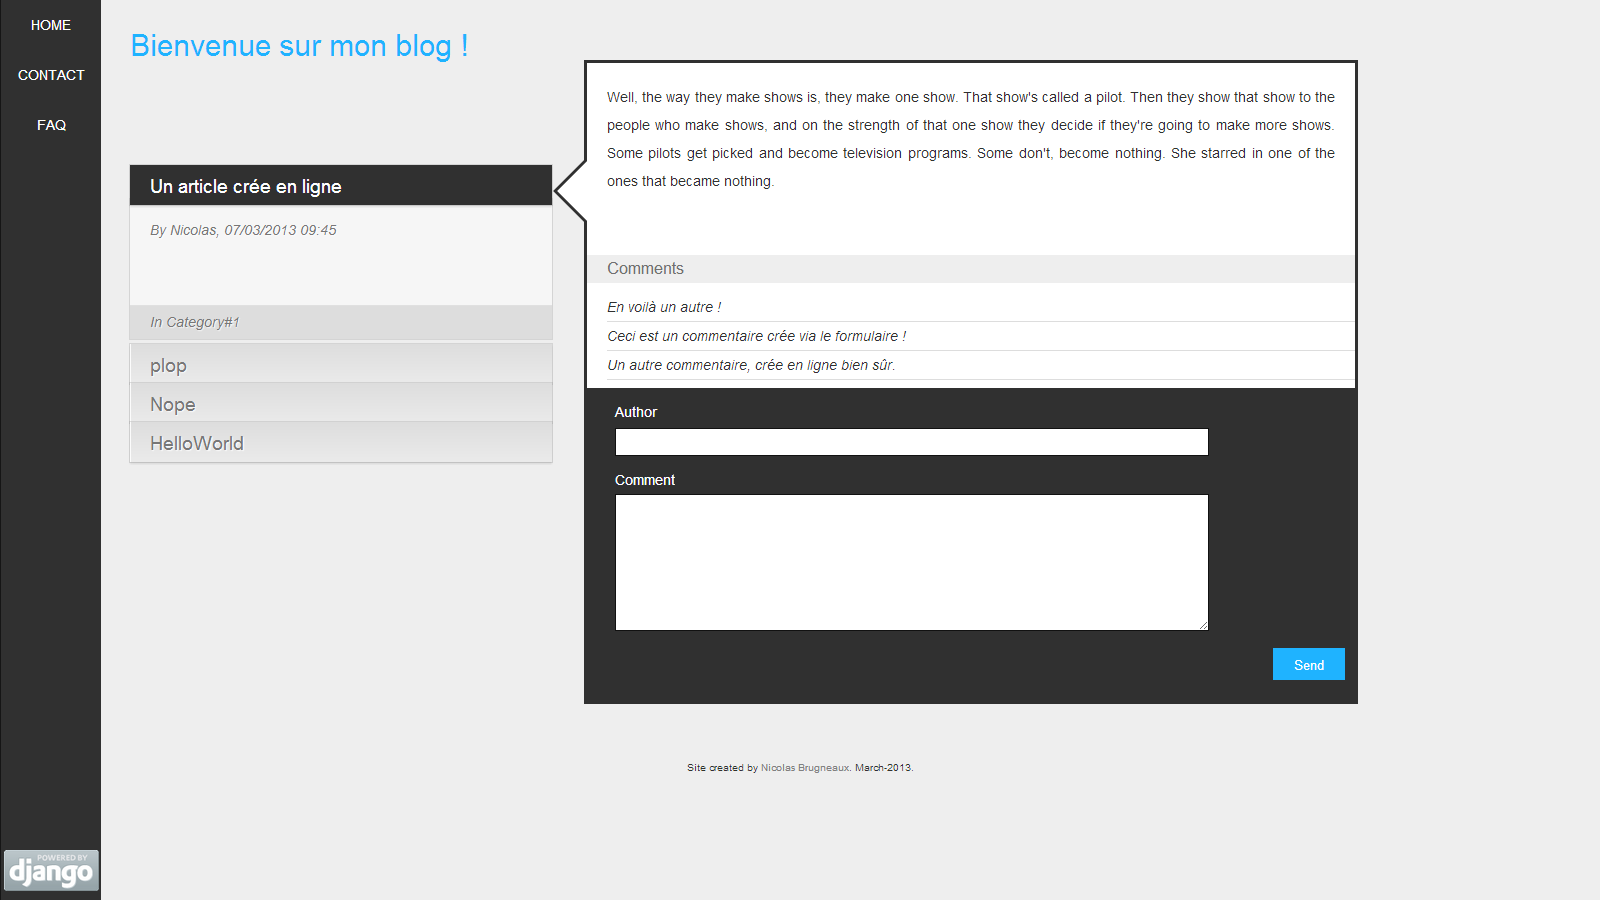 HOME
CONTACT
FAQ
Bienvenue sur mon blog !
Un article crée en ligne
By Nicolas, 07/03/2013 09:45
In Category#1
plop
Nope
HelloWorld
Well, the way they make shows is, they make one show. That show's called a pilot. Then they show that show to the
people who make shows, and on the strength of that one show they decide if they're going to make more shows.
Some pilots get picked and become television programs. Some don't, become nothing. She starred in one of the
ones that became nothing.
Comments
En voilà un autre !
Ceci est un commentaire crée via le formulaire !
Un autre commentaire, crée en ligne bien sûr.
Author
Comment
Send
Site created by Nicolas Brugneaux. March-2013.
POWERED BY
django